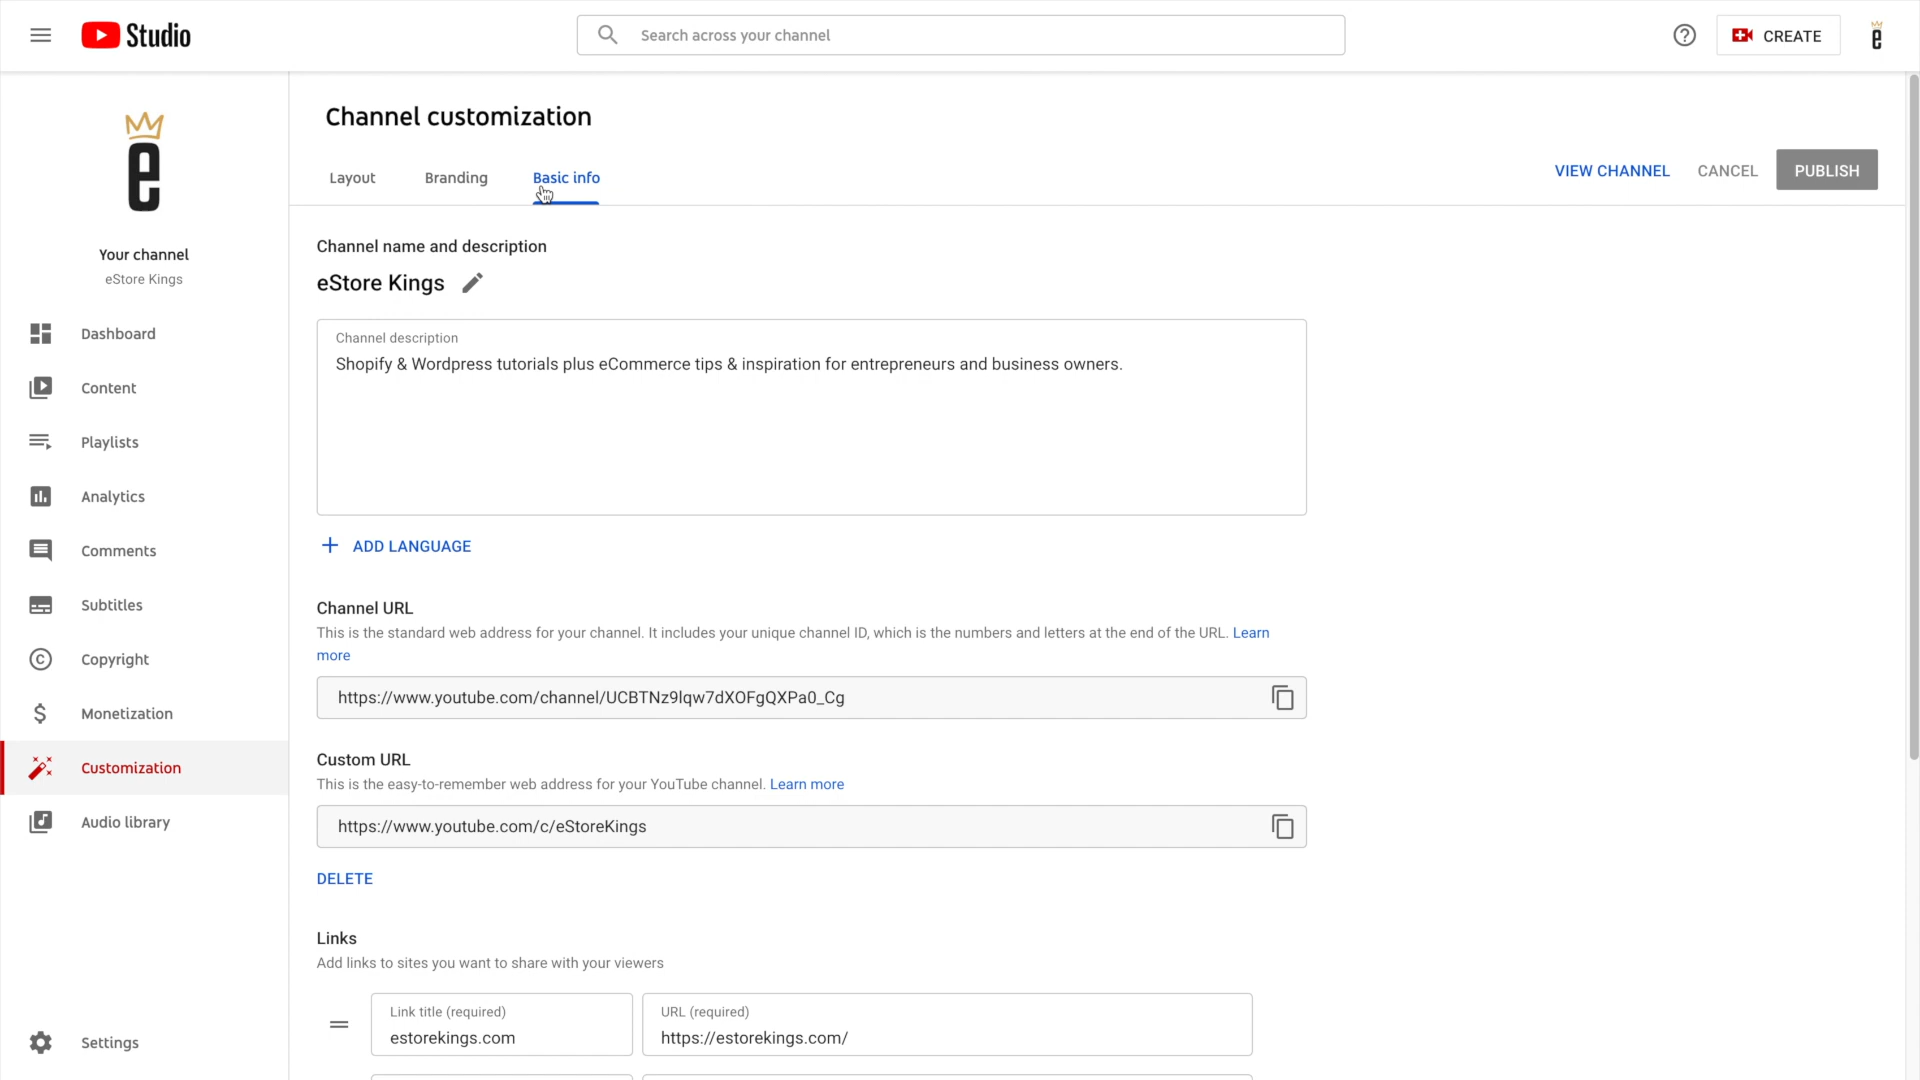 Studio
Search across your channel
CREATE
e
e
Your channel
eStore Kings
Dashboard
Content
Playlists
Analytics
Comments
Subtitles
Copyright
Monetization
Customization
Audio library
Settings
Channel customization
Layout
Branding
Basic info
VIEW CHANNEL
CANCEL
PUBLISH
Channel name and description
eStore Kings
Channel description
Shopify & Wordpress tutorials plus eCommerce tips & inspiration for entrepreneurs and business owners.
ADD LANGUAGE
Channel URL
This is the standard web address for your channel. It includes your unique channel ID, which is the numbers and letters at the end of the URL. Learn
more
https://www.youtube.com/channel/UCBTNz9lqw7dXOFgQXPa0_Cg
Custom URL
This is the easy-to-remember web address for your YouTube channel. Learn more
https://www.youtube.com/c/eStoreKings
DELETE
Links
Add links to sites you want to share with your viewers
Link title (required)
estorekings.com
URL (required)
https://estorekings.com/